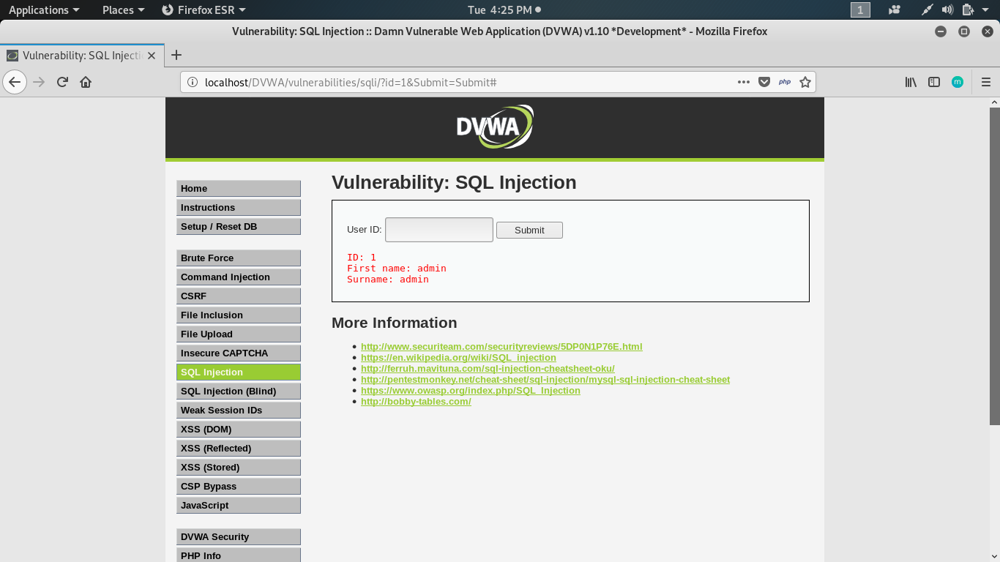 Applications Places Firefox ESR Tue 4:25 PM 1
Vulnerability: SQL Injection :: Damn Vulnerable Web Application (DVWA) v1.10 *Development* - Mozilla Firefox
Vulnerability: SQL Injecti
localhost/DVWA/vulnerabilities/sqli/?id=1&Submit=Submit# php m
DVWA
Home
Instructions
Setup / Reset DB
Brute Force
Command Injection
CSRF
File Inclusion
File Upload
Insecure CAPTCHA
SQL Injection
SQL Injection (Blind)
Weak Session IDs
XSS (DOM)
XSS (Reflected)
XSS (Stored)
CSP Bypass
JavaScript
DVWA Security
PHP Info
Vulnerability: SQL Injection
User ID: Submit
ID: 1
First name: admin
Surname: admin
More Information
http://www.securiteam.com/securityreviews/5DP0N1P76E.html
https://en.wikipedia.org/wiki/SQL_injection
http://ferruh.mavituna.com/sql-injection-cheatsheet-oku/
http://pentestmonkey.net/cheat-sheet/sql-injection/mysql-sql-injection-cheat-sheet
https://www.owasp.org/index.php/SQL_Injection
http://bobby-tables.com/